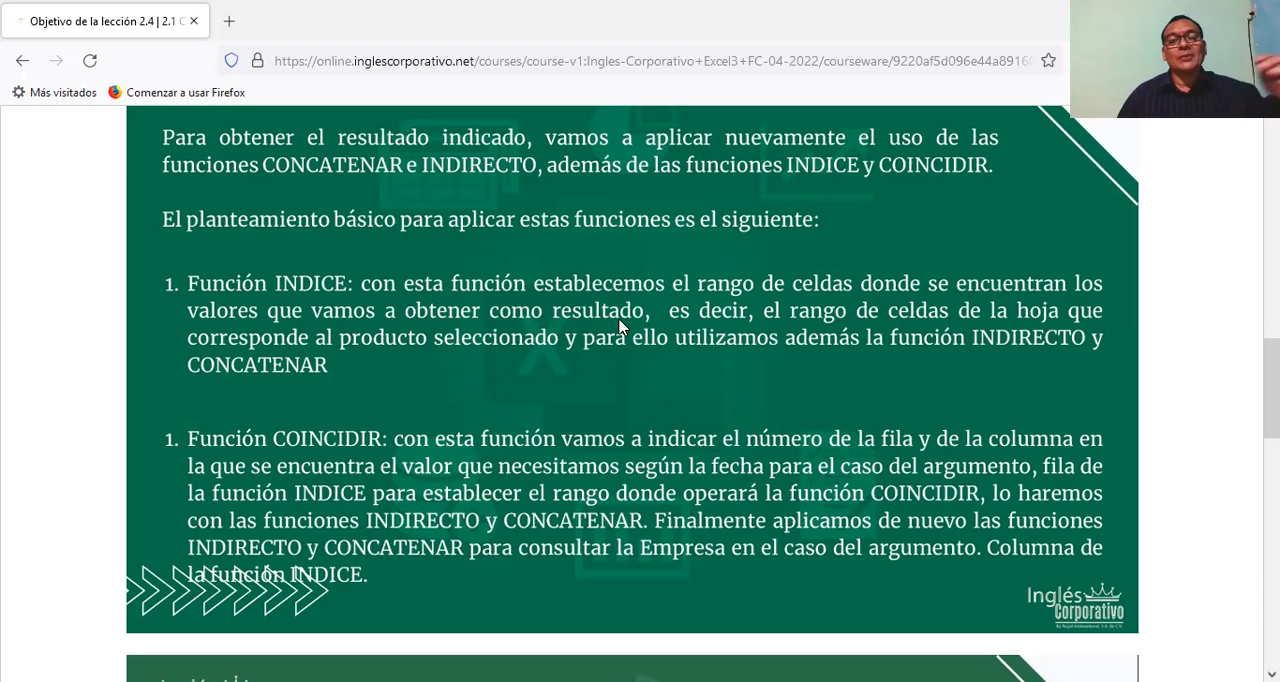 Objetivo de la lección 2.4 | 2.1 C
https://online.inglescorporativo.net/courses/course-v1:Ingles-Corporativo+Excel3+FC-04-2022/courseware/9220af5d096e44a8916
Más visitados Comenzar a usar Firefox
Para obtener el resultado indicado, vamos a aplicar nuevamente el uso de las
funciones CONCATENAR e INDIRECTO, además de las funciones INDICE y COINCIDIR.
El planteamiento básico para aplicar estas funciones es el siguiente:
1. Función INDICE: con esta función establecemos el rango de celdas donde se encuentran los
valores que vamos a obtener como resultado, es decir, el rango de celdas de la hoja que
corresponde al producto seleccionado y para ello utilizamos además la función INDIRECTO y
CONCATENAR
1. Función COINCIDIR: con esta función vamos a indicar el número de la fila y de la columna en
la que se encuentra el valor que necesitamos según la fecha para el caso del argumento, fila de
la función INDICE para establecer el rango donde operará la función COINCIDIR, lo haremos
con las funciones INDIRECTO y CONCATENAR. Finalmente aplicamos de nuevo las funciones
INDIRECTO y CONCATENAR para consultar la Empresa en el caso del argumento. Columna de
la función INDICE.
Inglés
Corporativo